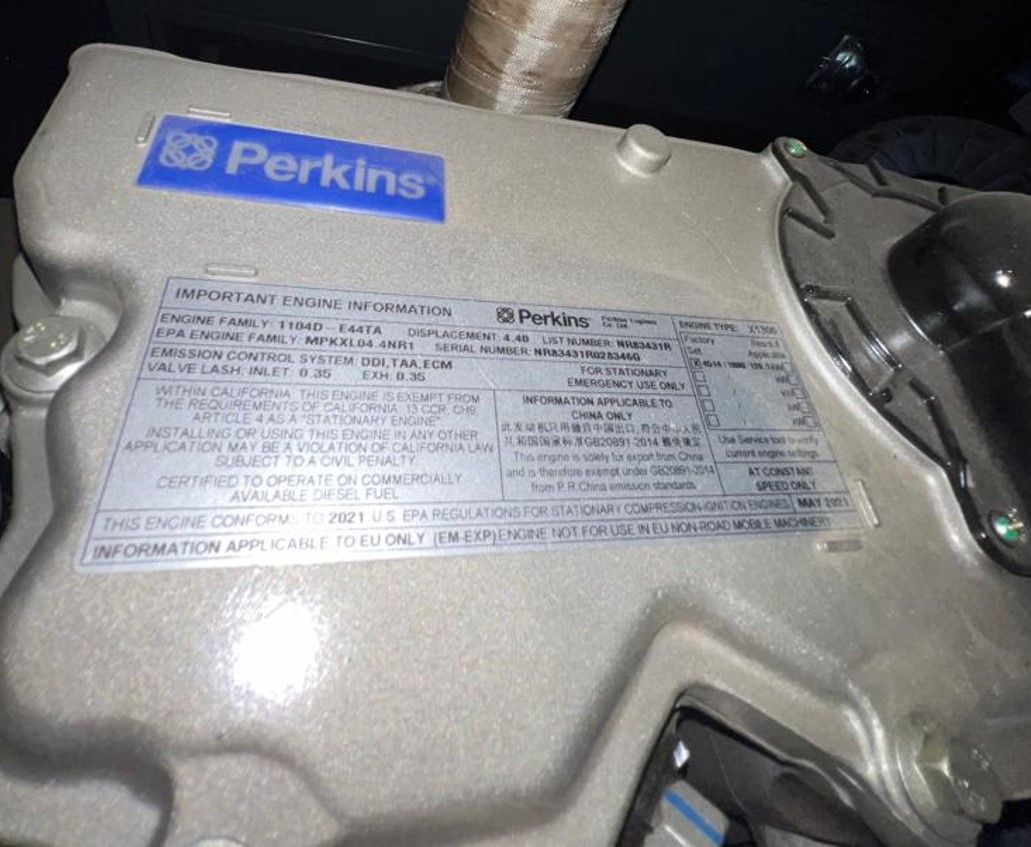 Perkins
IMPORTANT ENGINE INFORMATION
Perkins
ENGINE TYPE:
ENGINE FAMILY: 1104D - E44TA DISPLACEMENT: 4.40 LIST NUMBER: NR83431R
EPA ENGINE FAMILY: MPKXL04.4NR1 SERIAL NUMBER: NR83431R028346G
EMISSION CONTROL SYSTEM: DDI,TAA,ECM
VALVE LASH: INLET: 0.35 EXH: 0.35
FOR STATIONARY
EMERGENCY USE ONLY
Factory
Set
Applicable
WITHIN CALIFORNIA, THIS ENGINE IS EXEMPT FROM
THE REQUIREMENTS OF CALIFORNIA 13 CCR, CH9,
ARTICLE 4 AS A "STATIONARY ENGINE"
INSTALLING OR USING THIS ENGINE IN ANY OTHER
APPLICATION MAY BE A VIOLATION OF CALIFORNIA LAW
SUBJECT TO A CIVIL PENALTY.
CERTIFIED TO OPERATE ON COMMERCIALLY
AVAILABLE DIESEL FUEL
INFORMATION APPLICABLE TO
CHINA ONLY
GB20891-2014
This engine is solely for export from China
and is therefore exempt under GB20891-2014
from P.R.China emission standards
Use Service tool to verify
current engine settings
AT CONSTANT
SPEED ONLY
THIS ENGINE CONFORMS TO 2021 U.S EPA REGULATIONS FOR STATIONARY COMPRESSION-IGNITION ENGINES MAY 2021
INFORMATION APPLICABLE TO EU ONLY (EM-EXP) ENGINE NOT FOR USE IN EU NON-ROAD MOBILE MACHINERY